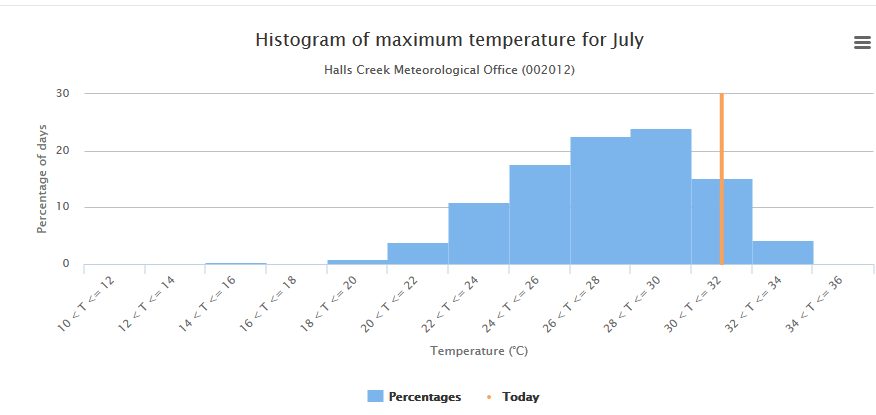 Histogram of maximum temperature for July
Halls Creek Meteorological Office (002012)
Percentage of days
30
20
10
0
10 < T <= 12
12 < T <= 14
14 < T <= 16
16 < T <= 18
18 < T <= 20
20 < T <= 22
22 < T <= 24
24 < T <= 26
26 < T <= 28
28 < T <= 30
30 < T <= 32
32 < T <= 34
34 < T <= 36
Temperature (°C)
Percentages
Today